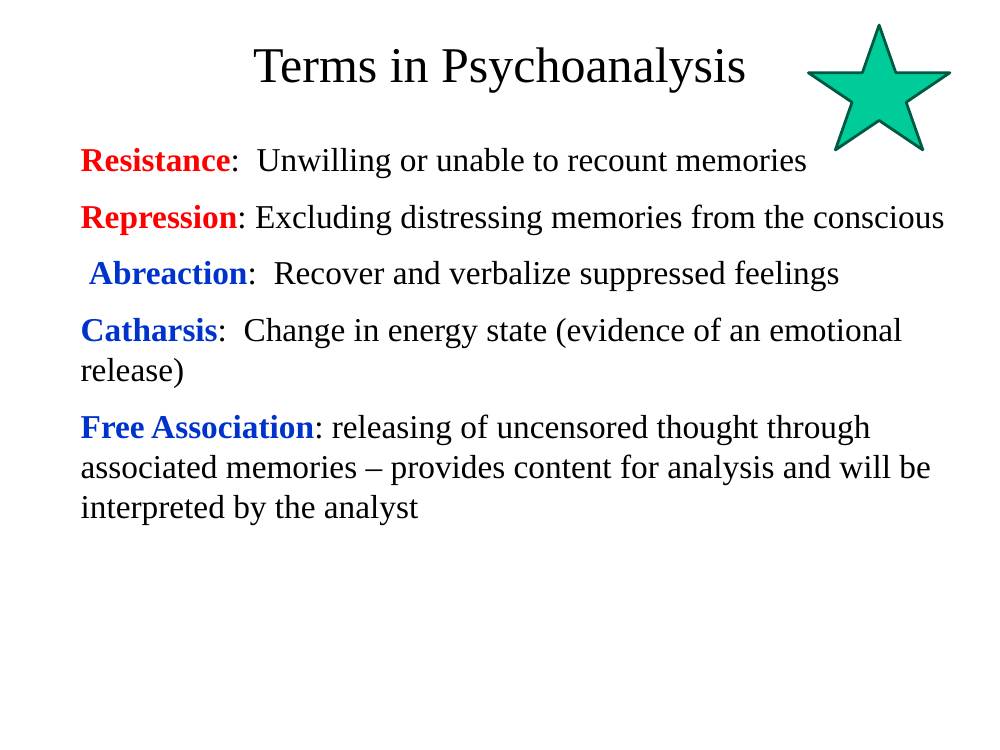 Terms in Psychoanalysis
Resistance:  Unwilling or unable to recount memories
Repression: Excluding distressing memories from the conscious
Abreaction:  Recover and verbalize suppressed feelings
Catharsis:  Change in energy state (evidence of an emotional
release)
Free Association: releasing of uncensored thought through
associated memories – provides content for analysis and will be
interpreted by the analyst